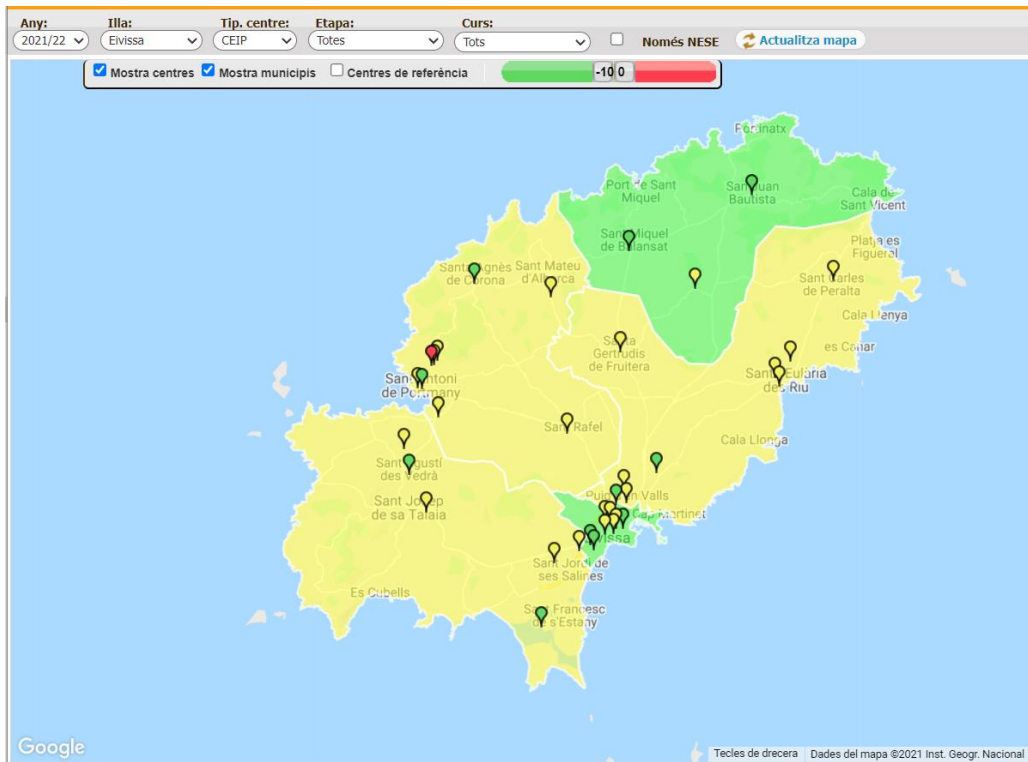 Any: Illa: Tip. centre: Etapa: Curs:
2021/22 Eivissa CEIP Totes Tots Només NESE Actualitza mapa
Mostra centres Mostra municipis Centres de referència -10 0
Portinatx
Port de Sant
Miquel
San Juan
Bautista
Cala de
Sant Vicent
Sant Miquel
de Balansat
Platja es
Figueral
Santa Agnès
de Corona
Sant Mateu
d'Albarca
Sant Carles
de Peralta
Cala Llenya
Santa
Gertrudis
de Fruitera
es Canar
Santa Eulària
des Riu
Sant Antoni
de Portmany
Sant Rafel
Cala Llonga
Sant Agustí
des Vedrà
Puig d'en Valls
Sant Josep
de sa Talaia
Cap Martinet
Eivissa
Sant Jordi de
ses Salines
Es Cubells
Sant Francesc
de s'Estany
Google
Tecles de drecera Dades del mapa ©2021 Inst. Geogr. Nacional